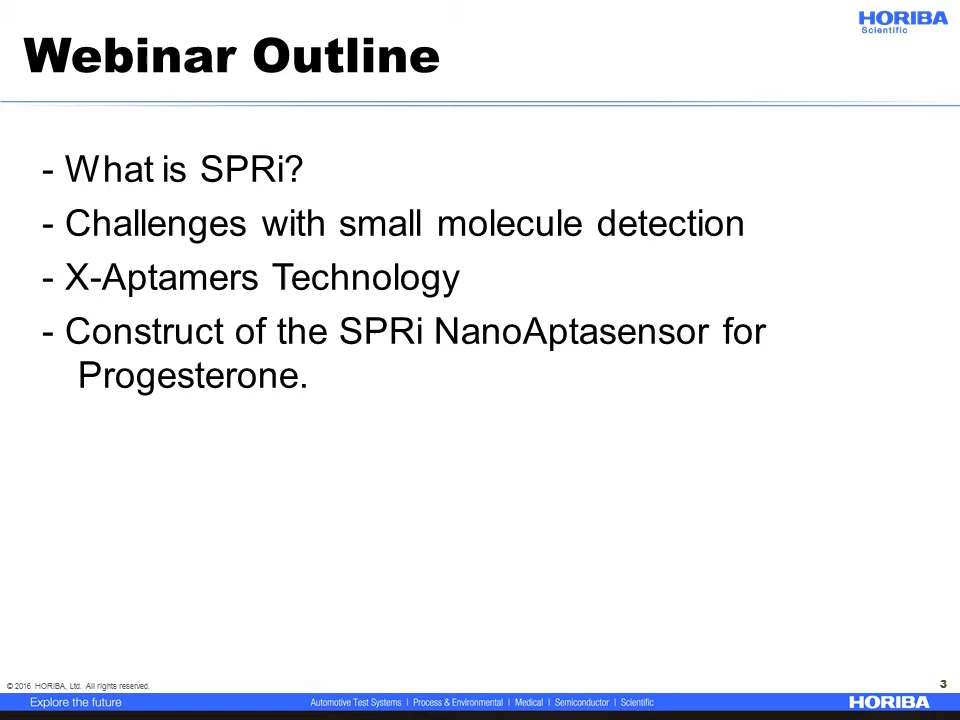 HORIBA
Scientific
Webinar Outline
- What is SPRi?
- Challenges with small molecule detection
- X-Aptamers Technology
- Construct of the SPRi NanoAptasensor for
Progesterone.
© 2016 HORIBA, Ltd. All rights reserved.
3
Explore the future
Automotive Test Systems | Process & Environmental | Medical | Semiconductor | Scientific
HORIBA